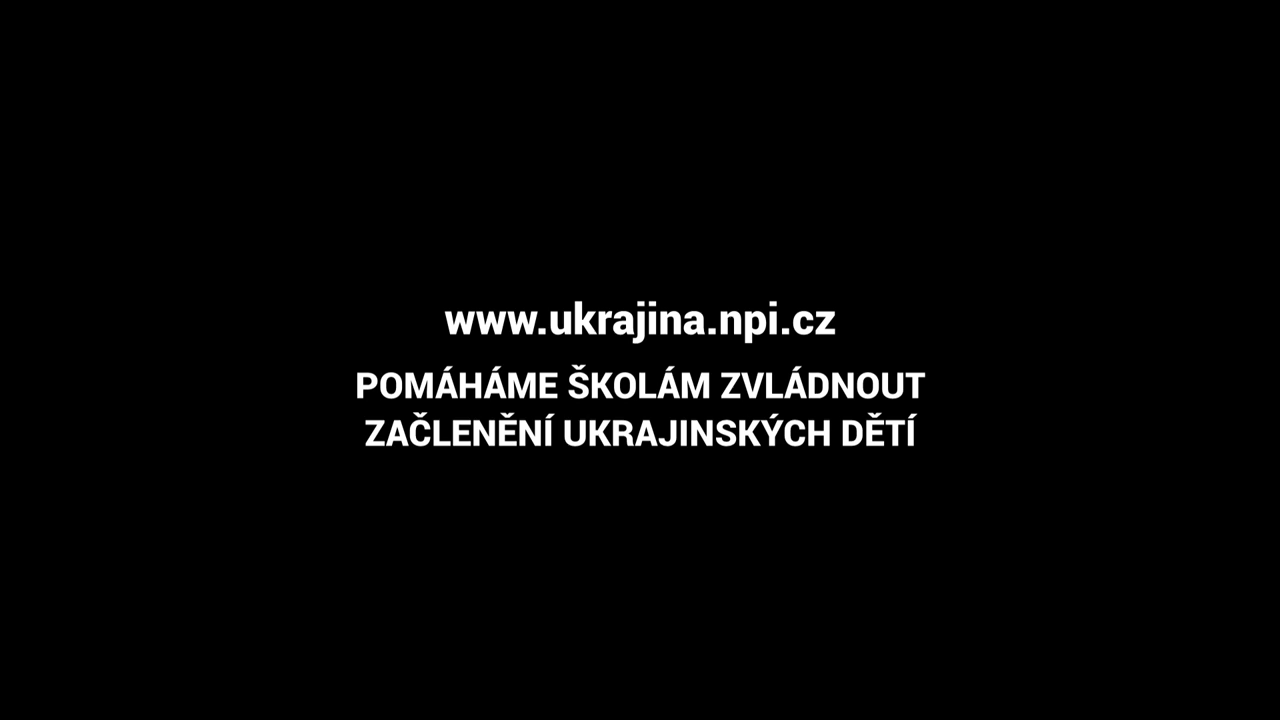 www.ukrajina.npi.cz
POMÁHÁME ŠKOLÁM ZVLÁDNOUT
ZAČLENĚNÍ UKRAJINSKÝCH DĚTÍ